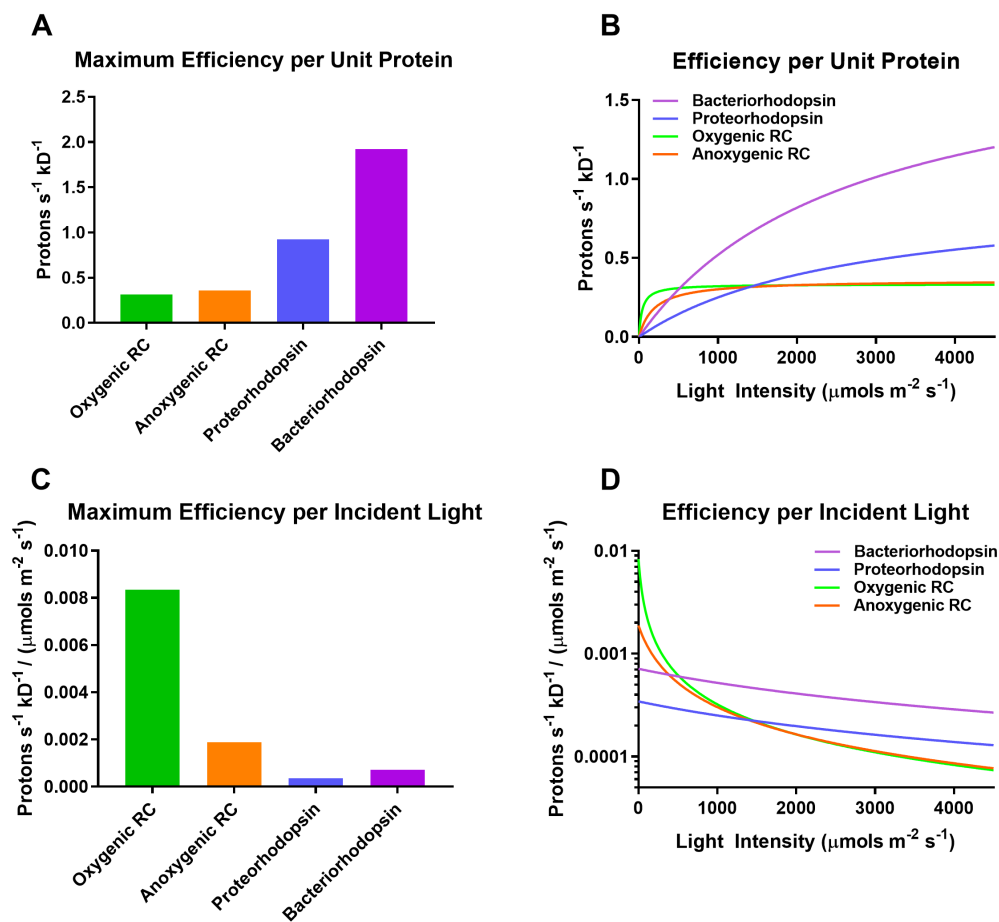 A
Maximum Efficiency per Unit Protein
Protons s⁻¹ kD⁻¹
2.5
2.0
1.5
1.0
0.5
0.0
Oxygenic RC
Anoxygenic RC
Proteorhodopsin
Bacteriorhodopsin
B
Efficiency per Unit Protein
Bacteriorhodopsin
Proteorhodopsin
Oxygenic RC
Anoxygenic RC
Protons s⁻¹ kD⁻¹
1.5
1.0
0.5
0.0
0 1000 2000 3000 4000
Light Intensity (μmols m⁻² s⁻¹)
C
Maximum Efficiency per Incident Light
Protons s⁻¹ kD⁻¹ / (μmols m⁻² s⁻¹)
0.010
0.008
0.006
0.004
0.002
0.000
Oxygenic RC
Anoxygenic RC
Proteorhodopsin
Bacteriorhodopsin
D
Efficiency per Incident Light
Bacteriorhodopsin
Proteorhodopsin
Oxygenic RC
Anoxygenic RC
Protons s⁻¹ kD⁻¹ / (μmols m⁻² s⁻¹)
0.01
0.001
0.0001
0 1000 2000 3000 4000
Light Intensity (μmols m⁻² s⁻¹)